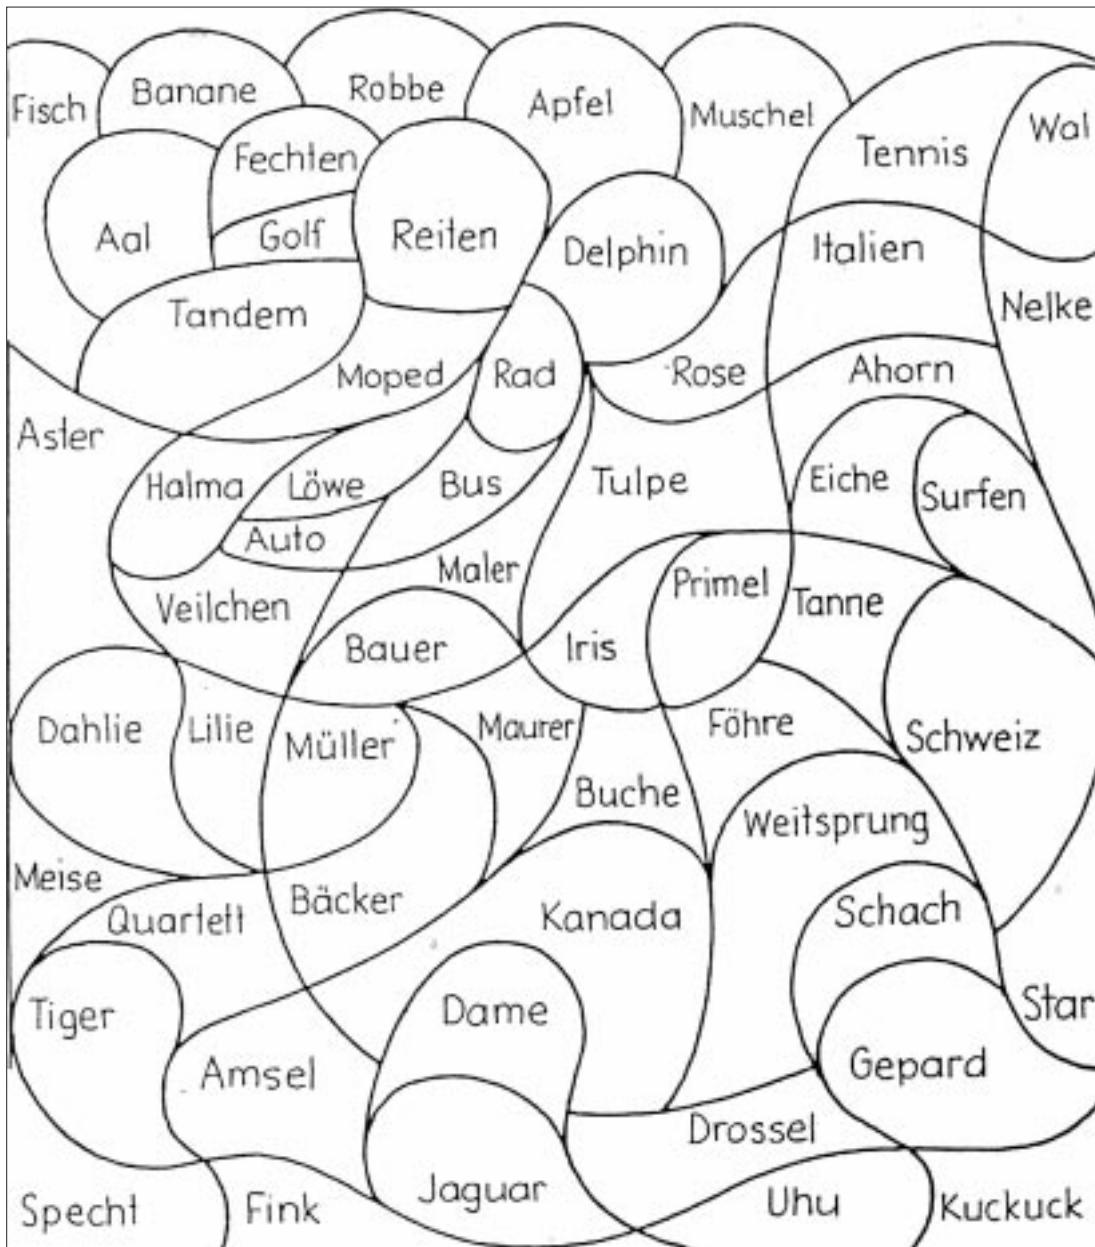 Fisch
Banane
Robbe
Apfel
Muschel
Wal
Tennis
Fechten
Aal
Golf
Reiten
Delphin
Italien
Nelke
Tandem
Moped
Rad
Rose
Ahorn
Aster
Halma
Löwe
Bus
Tulpe
Eiche
Surfen
Auto
Maler
Veilchen
Primel
Tanne
Bauer
Iris
Dahlie
Lilie
Müller
Maurer
Föhre
Schweiz
Buche
Weitsprung
Meise
Quartett
Bäcker
Kanada
Schach
Tiger
Dame
Star
Amsel
Gepard
Drossel
Specht
Fink
Jaguar
Uhu
Kuckuck